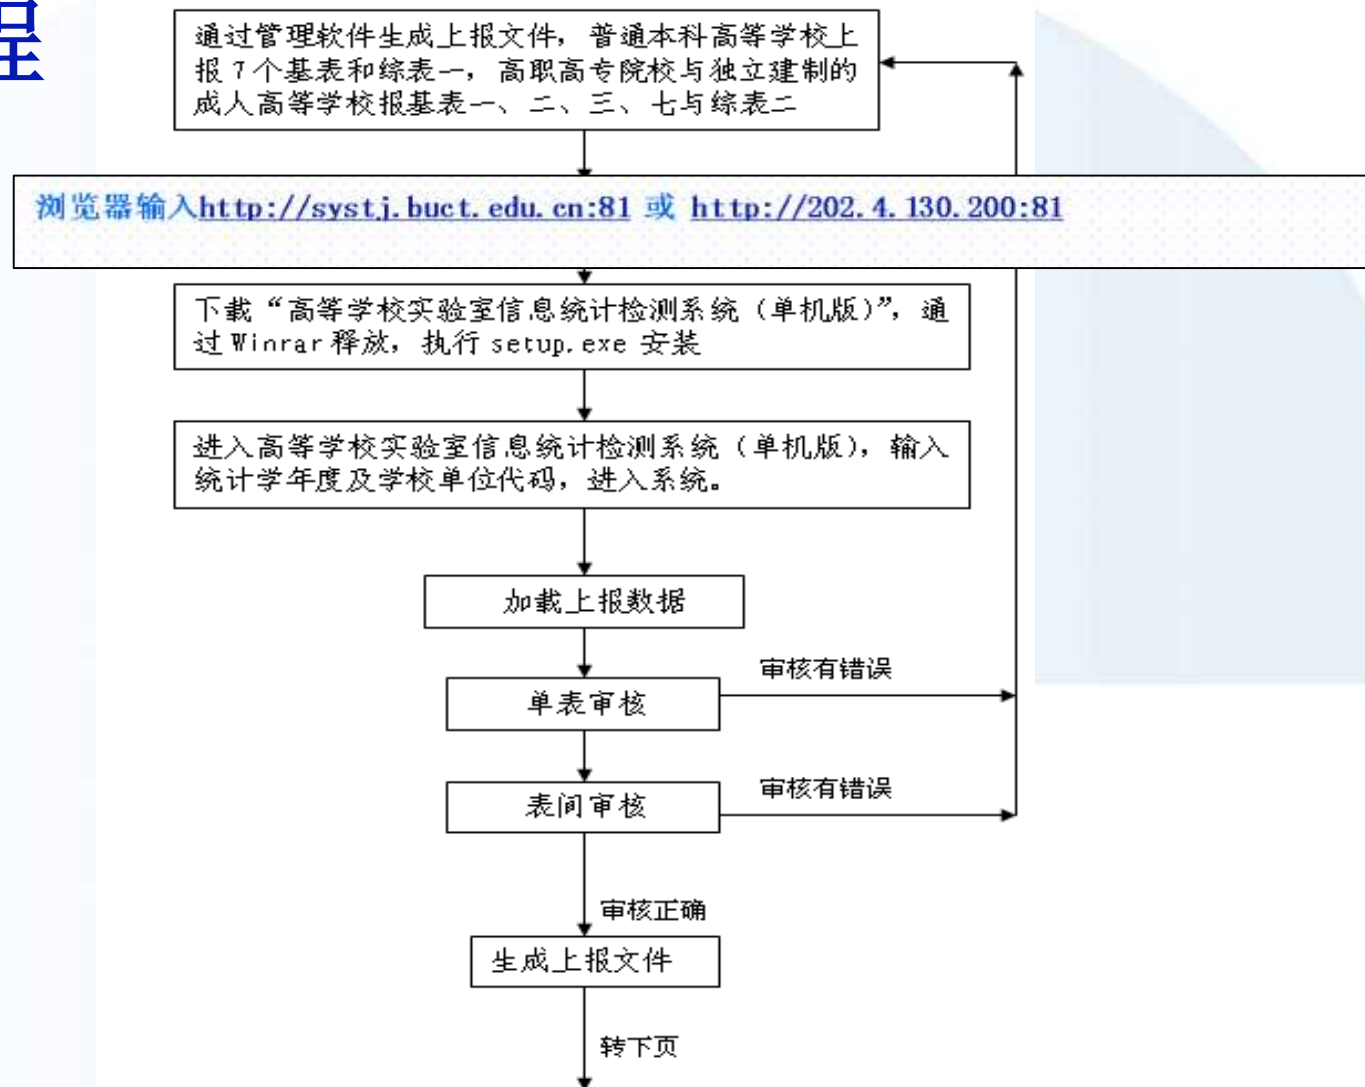 程
通过管理软件生成上报文件，普通本科高等学校上
报7个基表和综表一，高职高专院校与独立建制的
成人高等学校报基表一、二、三、七与综表二
浏览器输入http://systj.buct.edu.cn:81 或 http://202.4.130.200:81
下载“高等学校实验室信息统计检测系统（单机版）”，通
过Winrar释放，执行 setup.exe 安装
进入高等学校实验室信息统计检测系统（单机版），输入
统计学年度及学校单位代码，进入系统。
加载上报数据
审核有错误
单表审核
审核有错误
表间审核
审核正确
生成上报文件
转下页